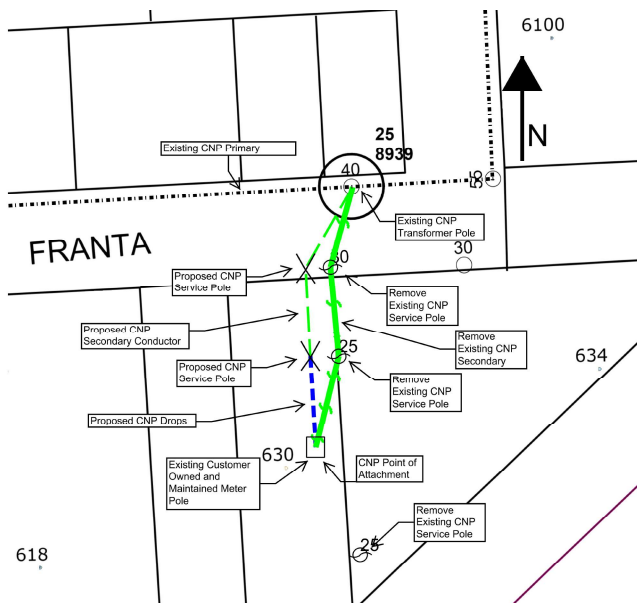 6100
N
25
8939
40
Existing CNP Primary
55
Existing CNP
Transformer Pole
FRANTA
30
30
Proposed CNP
Service Pole
Remove
Existing CNP
Service Pole
Proposed CNP
Secondary Conductor
Remove
Existing CNP
Secondary
25
634
Proposed CNP
Service Pole
Remove
Existing CNP
Service Pole
Proposed CNP Drops
630
Existing Customer
Owned and
Maintained Meter
Pole
CNP Point of
Attachment
Remove
Existing CNP
Service Pole
25
618